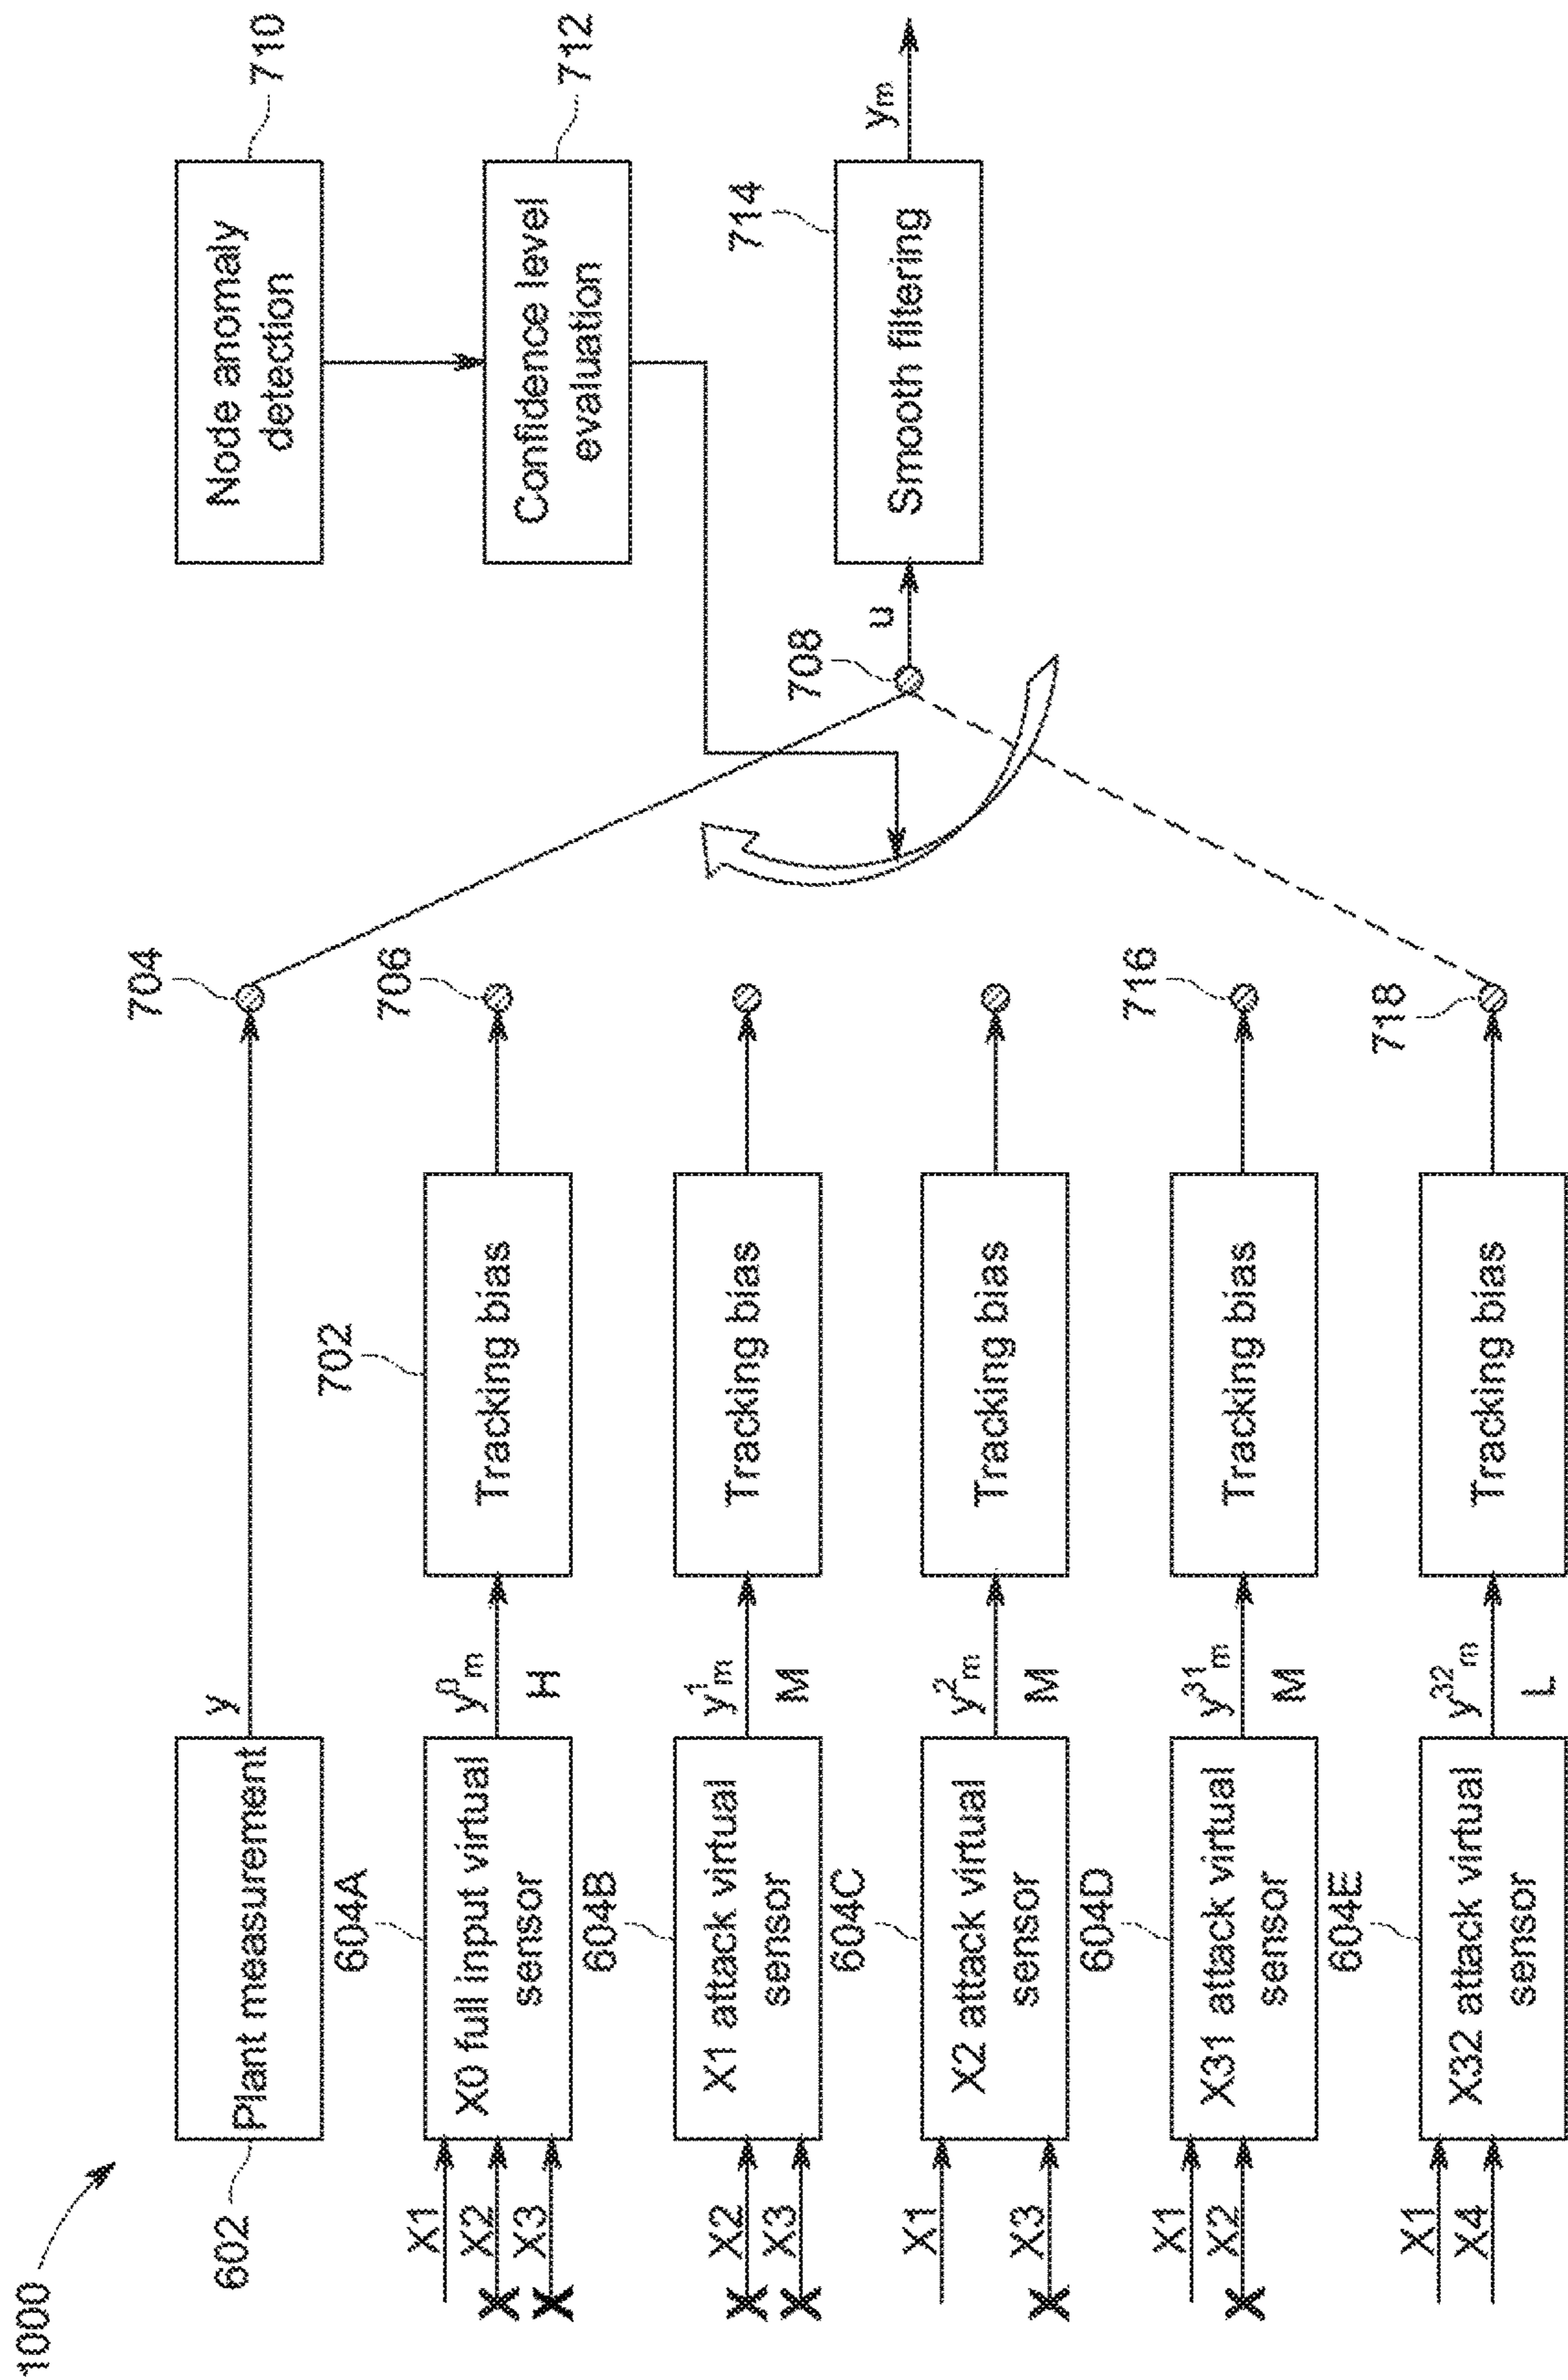 1000
602
Plant measurement
y
704
710
Node anomaly
detection
604A
X1
X2
X
X3
X
X0 full input virtual
sensor
y⁰m
H
702
Tracking bias
706
712
Confidence level
evaluation
604B
X2
X
X3
X
X1 attack virtual
sensor
y¹m
M
Tracking bias
708
u
714
Smooth filtering
ym
604C
X1
X3
X
X2 attack virtual
sensor
y²m
M
Tracking bias
604D
X1
X2
X
X31 attack virtual
sensor
y³¹m
M
Tracking bias
716
604E
X1
X4
X32 attack virtual
sensor
y³²m
L
Tracking bias
718